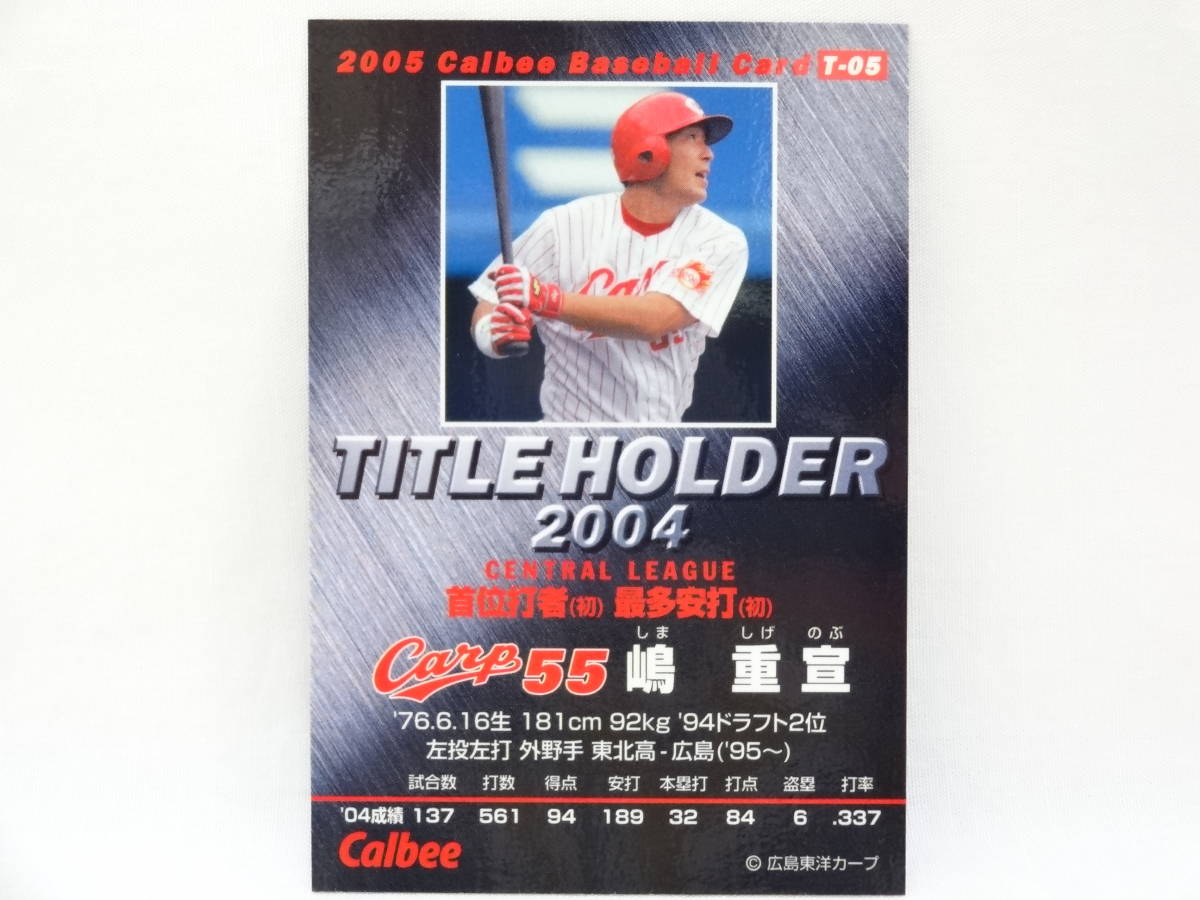 2005 Calbee Baseball Card T-05
Carp
TITLE HOLDER
2004
CENTRAL LEAGUE
首位打者(初) 最多安打(初)
しま しげ のぶ
Carp 55 嶋 重宣
'76.6.16生 181cm 92kg '94ドラフト2位
左投左打 外野手 東北高-広島('95～)
試合数 打数 得点 安打 本塁打 打点 盗塁 打率
'04成績 137 561 94 189 32 84 6 .337
Calbee
© 広島東洋カープ